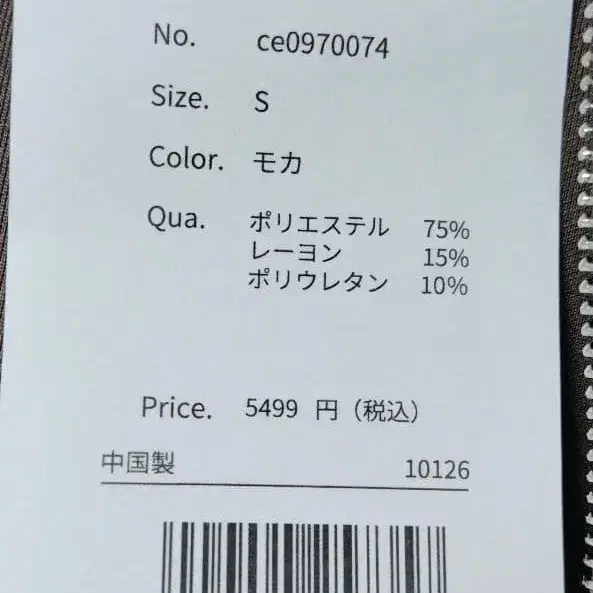 No. ce0970074
Size. S
Color. モカ
Qua. ポリエステル 75%
レーヨン 15%
ポリウレタン 10%
Price. 5499 円（税込）
中国製 10126